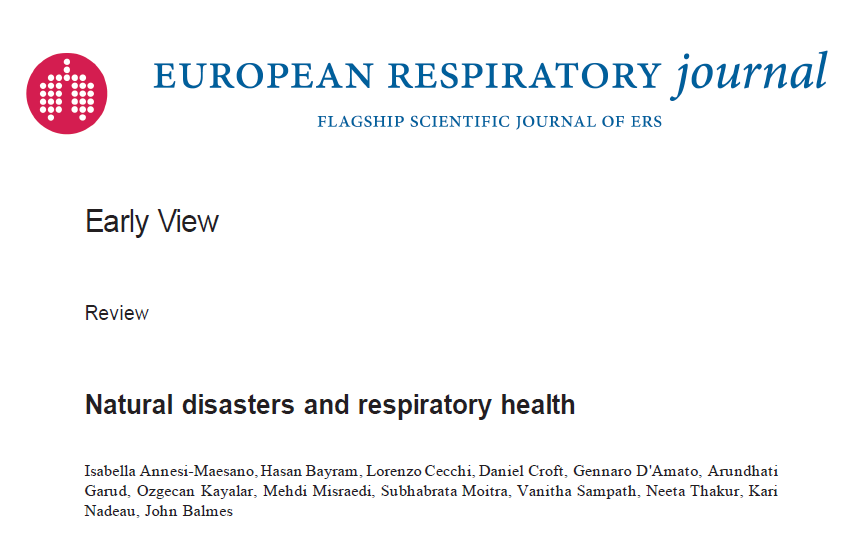 EUROPEAN RESPIRATORY journal
FLAGSHIP SCIENTIFIC JOURNAL OF ERS
Early View
Review
Natural disasters and respiratory health
Isabella Annesi-Maesano, Hasan Bayram, Lorenzo Cecchi, Daniel Croft, Gennaro D'Amato, Arundhati
Garud, Ozgecan Kayalar, Mehdi Misraedi, Subhabrata Moitra, Vanitha Sampath, Neeta Thakur, Kari
Nadeau, John Balmes